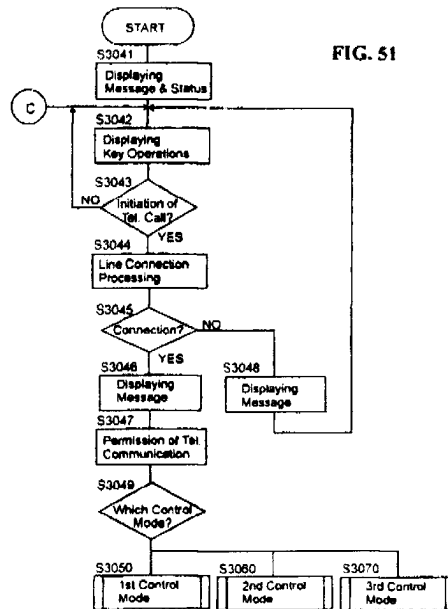 START
FIG. 51
S3041
Displaying
Message & Status
C
S3042
Displaying
Key Operations
S3043
NO
Initiation of
Tel. Call?
YES
S3044
Line Connection
Processing
S3045
Connection?
NO
YES
S3046
Displaying
Message
S3048
Displaying
Message
S3047
Permission of Tel.
Communication
S3049
Which Control
Mode?
S3050
1st Control
Mode
S3060
2nd Control
Mode
S3070
3rd Control
Mode